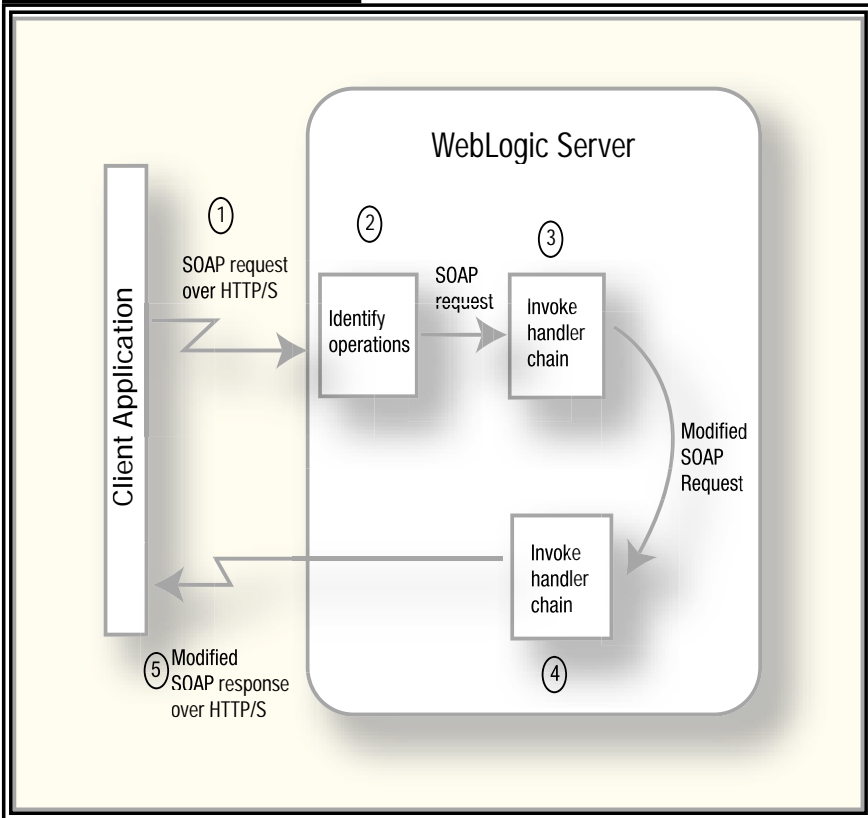 WebLogic Server
1
2
3
SOAP request
over HTTP/S
SOAP
request
Identify
operations
Invoke
handler
chain
Client Application
Modified
SOAP
Request
Invoke
handler
chain
4
5
Modified
SOAP response
over HTTP/S